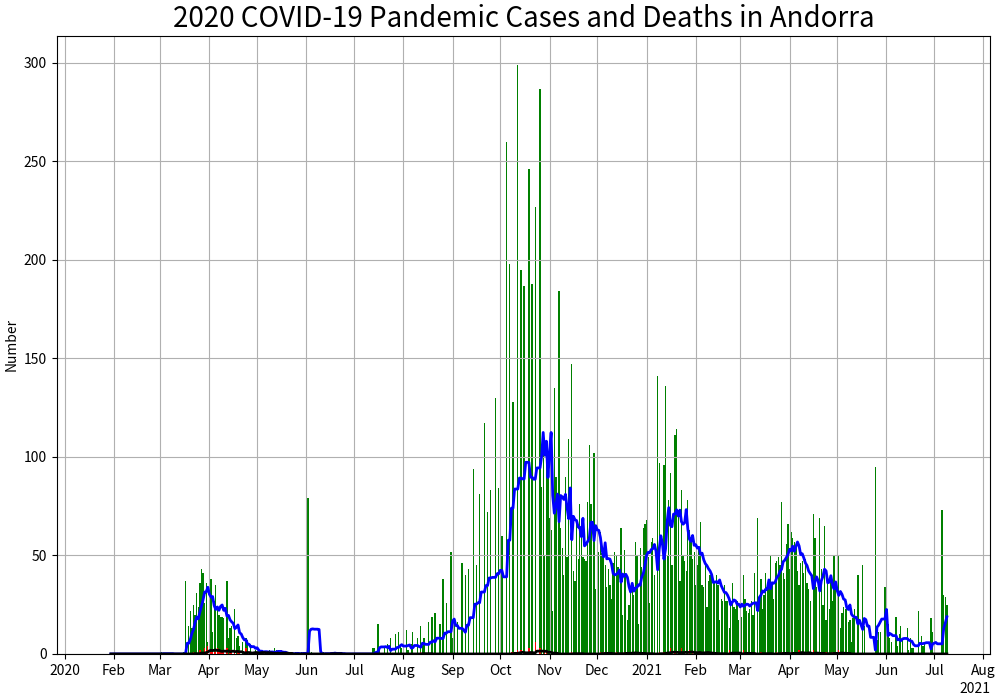 2020 COVID-19 Pandemic Cases and Deaths in Andorra
Number
300
250
200
150
100
50
0
2020 Feb Mar Apr May Jun Jul Aug Sep Oct Nov Dec 2021 Feb Mar Apr May Jun Jul Aug
2021